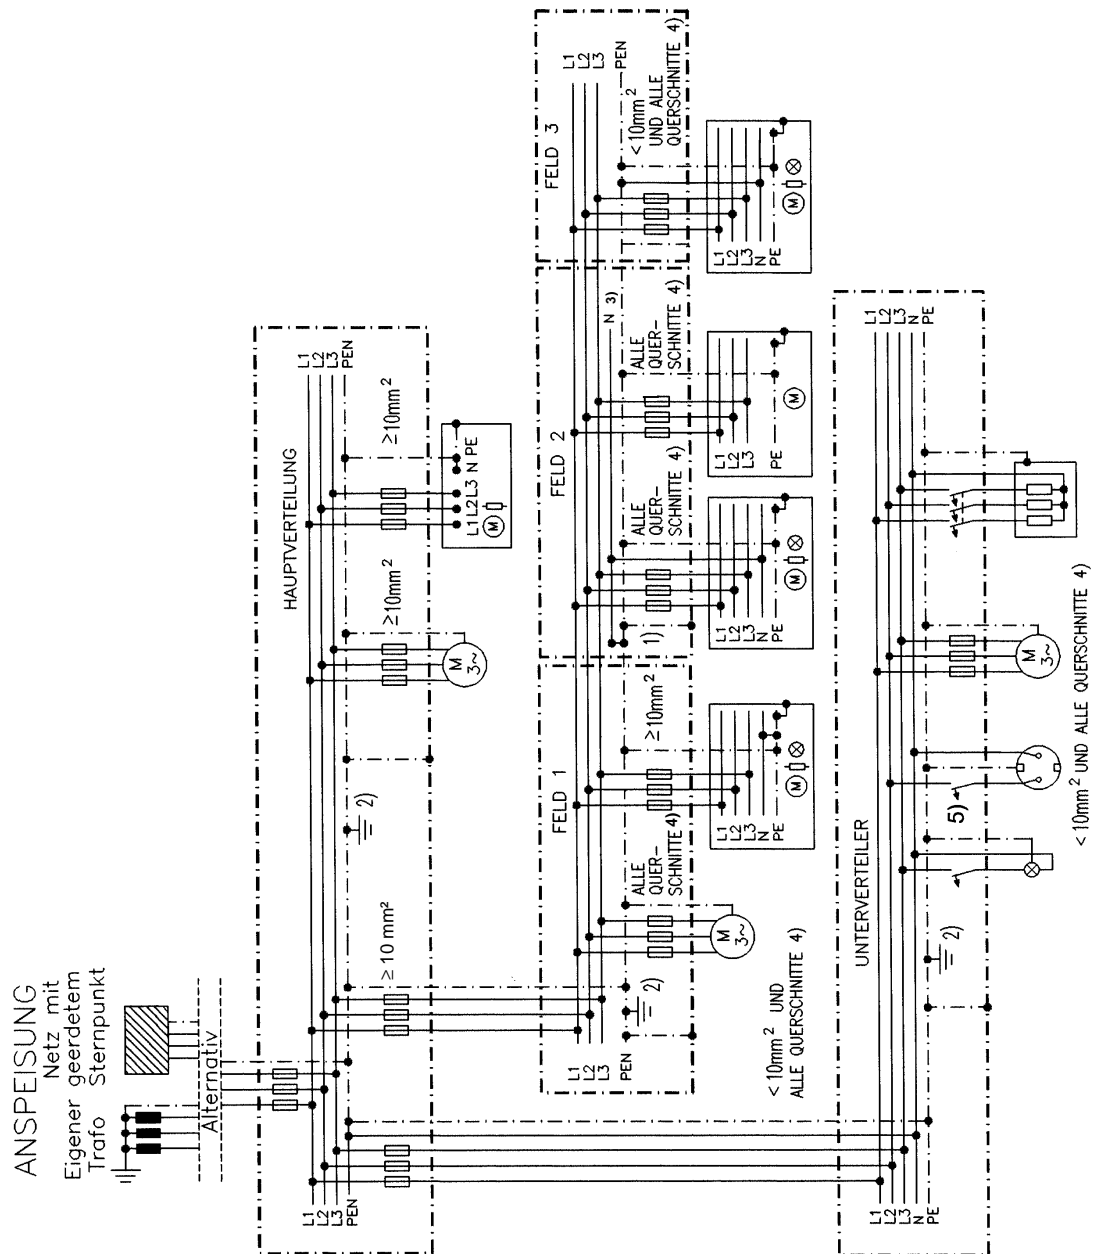 ANSPEISUNG
Eigener
Trafo
Netz mit
geerdetem
Sternpunkt
Alternativ
HAUPTVERTEILUNG
L1
L2
L3
PEN
L1
L2
L3
PEN
≥ 10 mm²
2)
≥10mm²
M
3~
≥10mm²
L1 L2 L3 N PE
M
FELD 1
L1
L2
L3
PEN
2)
ALLE
QUER-
SCHNITTE 4)
M
3~
≥10mm²
L1
L2
L3
N
PE
M
<10mm² UND
ALLE QUERSCHNITTE 4)
FELD 2
1)
ALLE
QUER-
SCHNITTE 4)
L1
L2
L3
N
PE
M
N 3)
ALLE
QUER-
SCHNITTE 4)
L1
L2
L3
PE
M
FELD 3
L1
L2
L3
PEN
<10mm²
UND ALLE
QUERSCHNITTE 4)
L1
L2
L3
N
PE
M
UNTERVERTEILER
L1
L2
L3
N
PE
L1
L2
L3
N
PE
2)
5)
M
3~
<10mm² UND ALLE QUERSCHNITTE 4)